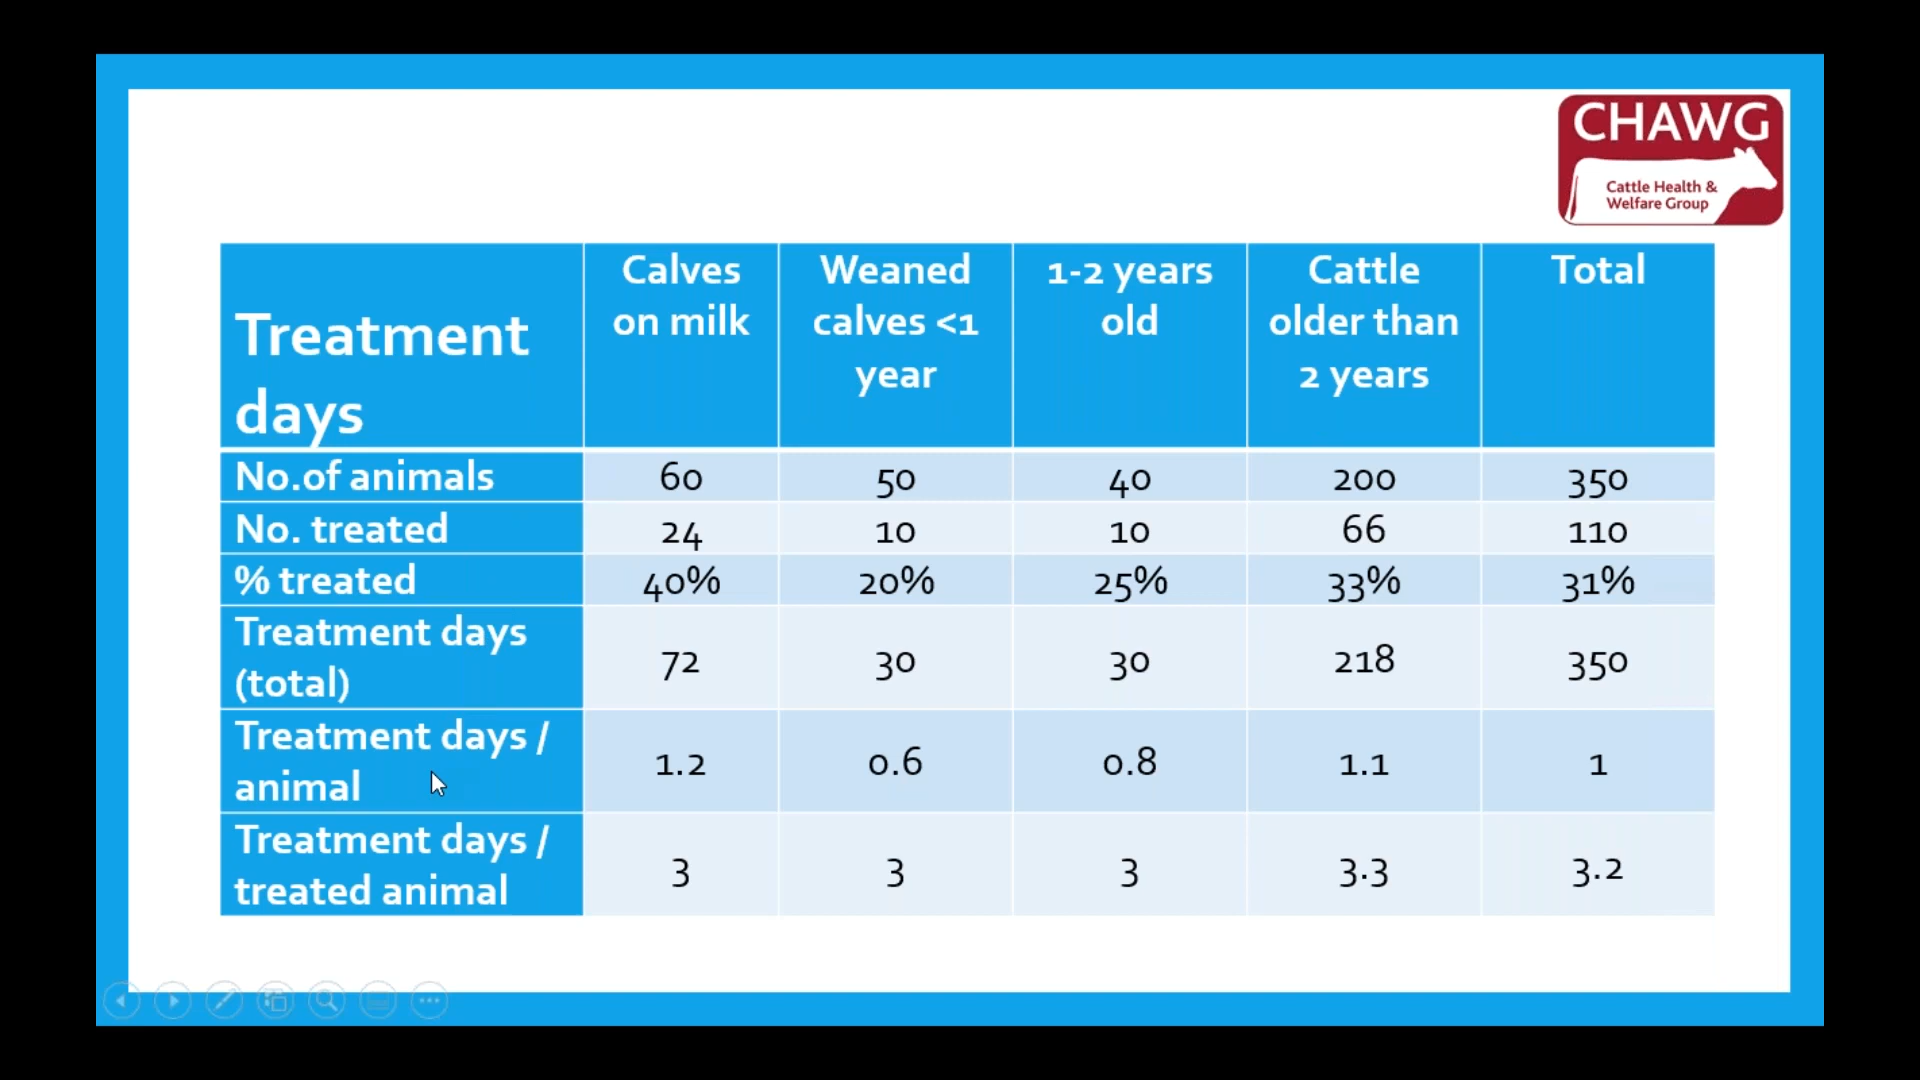 CHAWG
Cattle Health &
Welfare Group
Treatment
days
Calves
on milk
Weaned
calves <1
year
1-2 years
old
Cattle
older than
2 years
Total
No.of animals 60 50 40 200 350
No. treated 24 10 10 66 110
% treated 40% 20% 25% 33% 31%
Treatment days
(total) 72 30 30 218 350
Treatment days /
animal 1.2 0.6 0.8 1.1 1
Treatment days /
treated animal 3 3 3 3.3 3.2